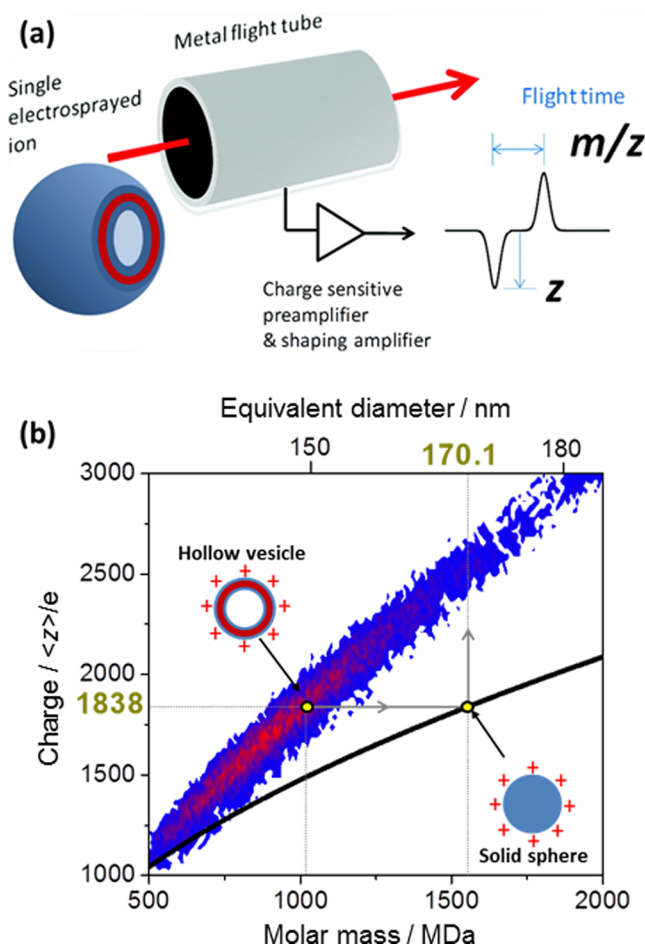 (a)
Metal flight tube
Single
electrosprayed
ion
Flight time
m/z
z
Charge sensitive
preamplifier
& shaping amplifier
(b)
Equivalent diameter / nm
150
170.1
180
3000
2500
2000
1838
1500
1000
Charge / <z>/e
Hollow vesicle
+ + + + + + + +
+ + + + + + + +
Solid sphere
500
1000
1500
2000
Molar mass / MDa